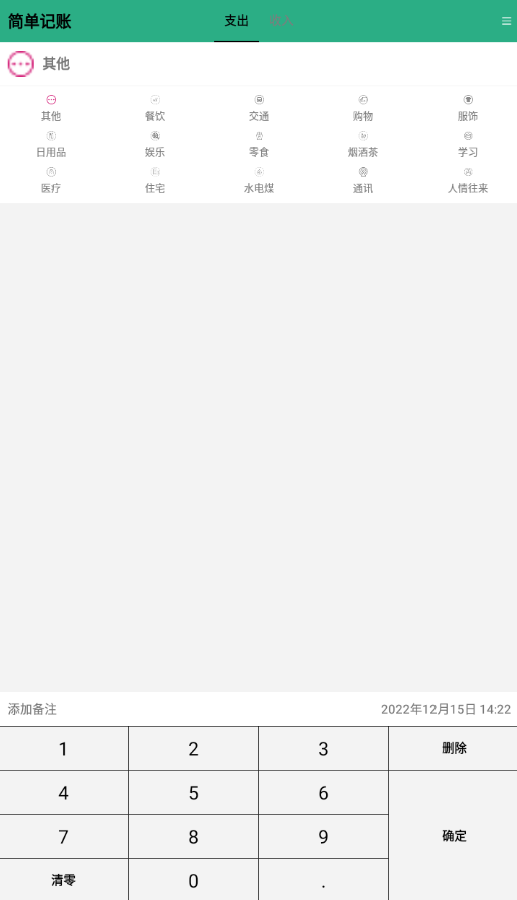 简单记账
支出 收入
其他
其他 餐饮 交通 购物 服饰
日用品 娱乐 零食 烟酒茶 学习
医疗 住宅 水电煤 通讯 人情往来
添加备注 2022年12月15日 14:22
1 2 3 删除
4 5 6
7 8 9 确定
清零 0 .